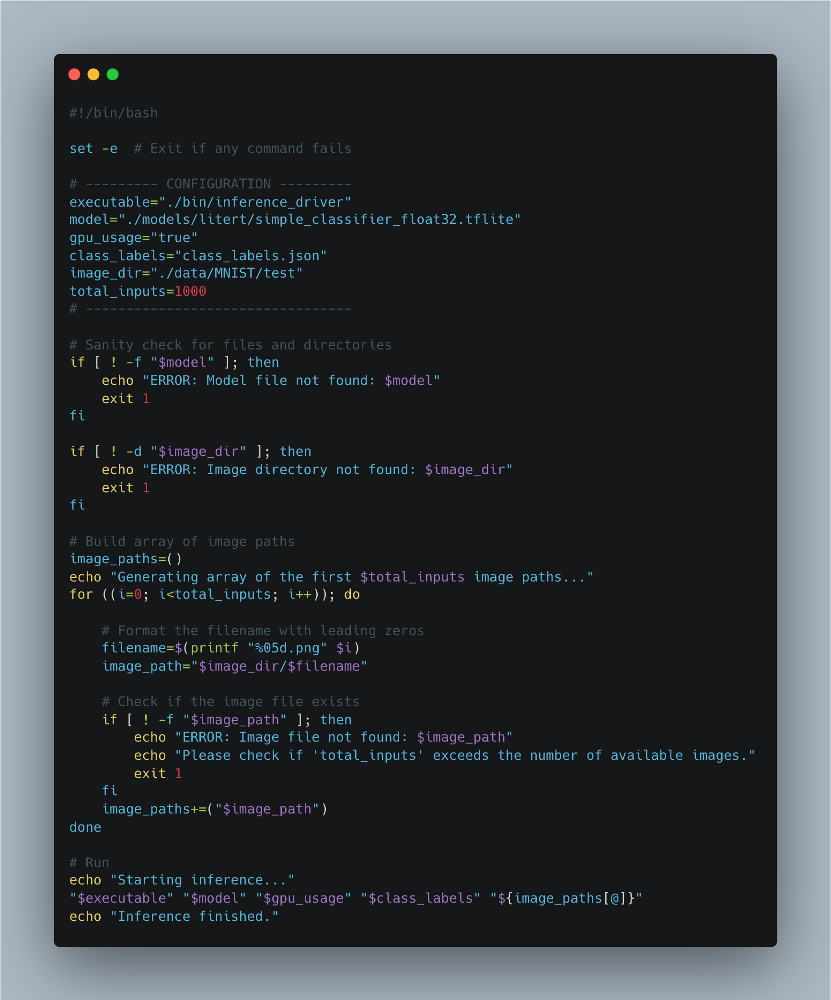 #!/bin/bash

set -e  # Exit if any command fails

# --------- CONFIGURATION ---------
executable="./bin/inference_driver"
model="./models/litert/simple_classifier_float32.tflite"
gpu_usage="true"
class_labels="class_labels.json"
image_dir="./data/MNIST/test"
total_inputs=1000
# ---------------------------------

# Sanity check for files and directories
if [ ! -f "$model" ]; then
    echo "ERROR: Model file not found: $model"
    exit 1
fi

if [ ! -d "$image_dir" ]; then
    echo "ERROR: Image directory not found: $image_dir"
    exit 1
fi

# Build array of image paths
image_paths=()
echo "Generating array of the first $total_inputs image paths..."
for ((i=0; i<total_inputs; i++)); do

    # Format the filename with leading zeros
    filename=$(printf "%05d.png" $i)
    image_path="$image_dir/$filename"

    # Check if the image file exists
    if [ ! -f "$image_path" ]; then
        echo "ERROR: Image file not found: $image_path"
        echo "Please check if 'total_inputs' exceeds the number of available images."
        exit 1
    fi
    image_paths+=("$image_path")
done

# Run
echo "Starting inference..."
"$executable" "$model" "$gpu_usage" "$class_labels" "${image_paths[@]}"
echo "Inference finished."